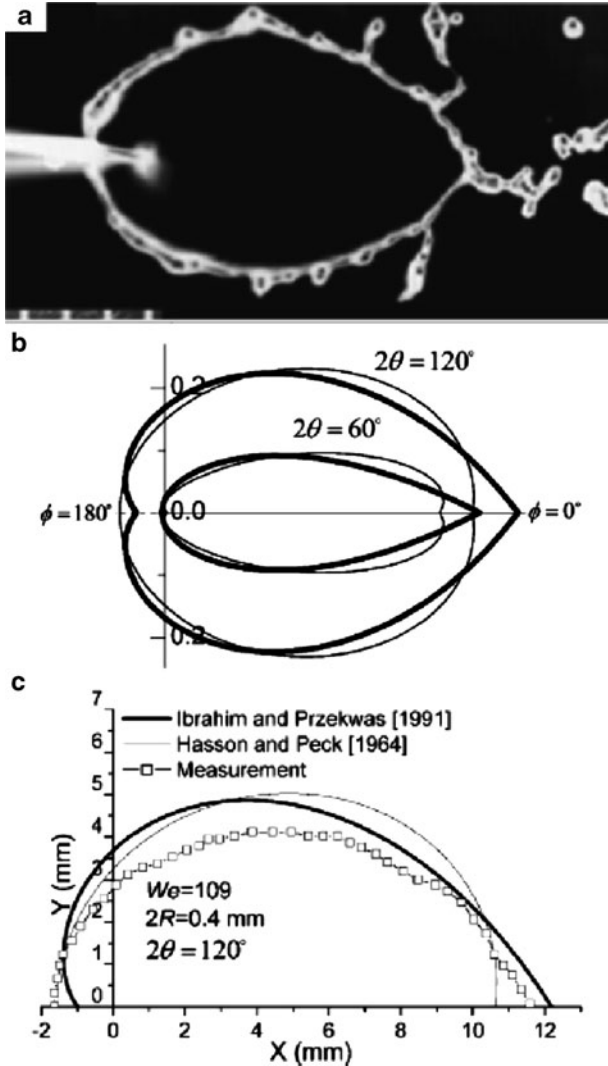 a
b
2θ = 120°
0.2
2θ = 60°
ϕ = 180°
0.0
ϕ = 0°
0.2
c
7
6
5
4
3
2
1
0
Y (mm)
Ibrahim and Przekwas [1991]
Hasson and Peck [1964]
Measurement
We=109
2R=0.4 mm
2θ = 120°
-2 0 2 4 6 8 10 12
X (mm)